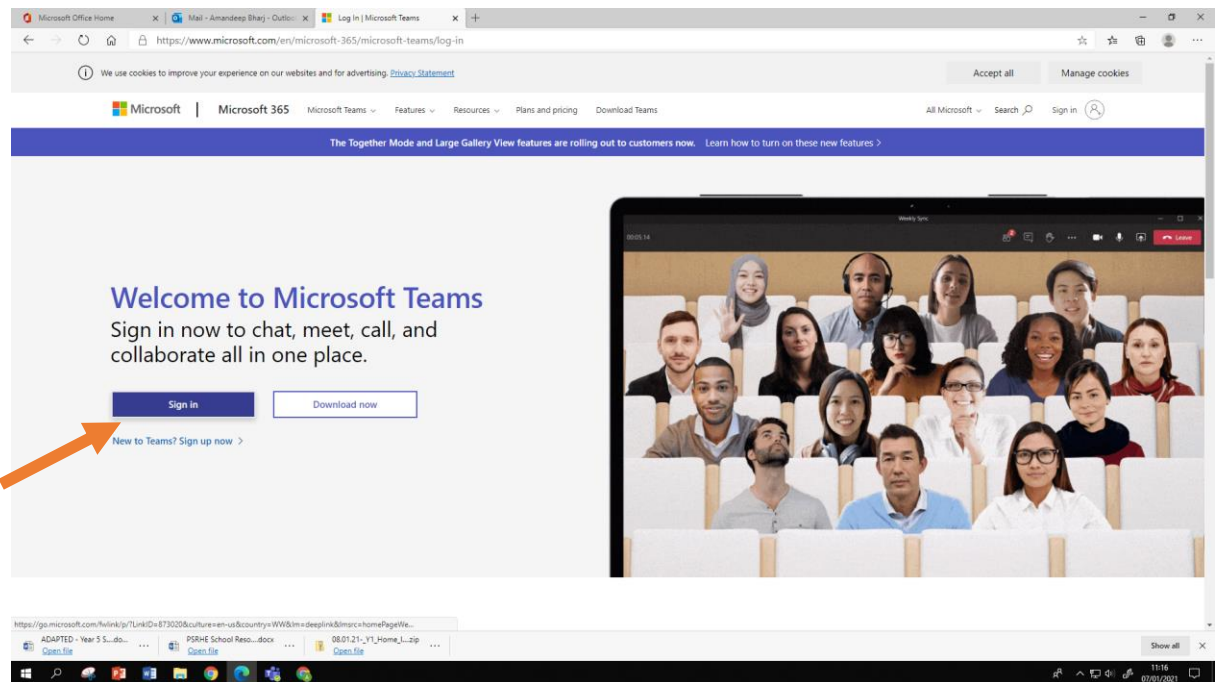 Microsoft Office Home
Mail - Amandeep Bharj - Outloo
Log In | Microsoft Teams
https://www.microsoft.com/en/microsoft-365/microsoft-teams/log-in
We use cookies to improve your experience on our websites and for advertising. Privacy Statement
Accept all
Manage cookies
Microsoft | Microsoft 365 Microsoft Teams Features Resources Plans and pricing Download Teams All Microsoft Search Sign in
The Together Mode and Large Gallery View features are rolling out to customers now. Learn how to turn on these new features >
Weekly Sync
00:05:14
2
Leave
Welcome to Microsoft Teams
Sign in now to chat, meet, call, and
collaborate all in one place.
Sign in
Download now
New to Teams? Sign up now >
https://go.microsoft.com/fwlink/p/?LinkID=873020&culture=en-us&country=WW&lm=deeplink&lmsrc=homePageWe...
ADAPTED - Year 5 S....do...
Open file
PSRHE School Reso....docx
Open file
08.01.21-_Y1_Home_l....zip
Open file
Show all
11:16
07/01/2021